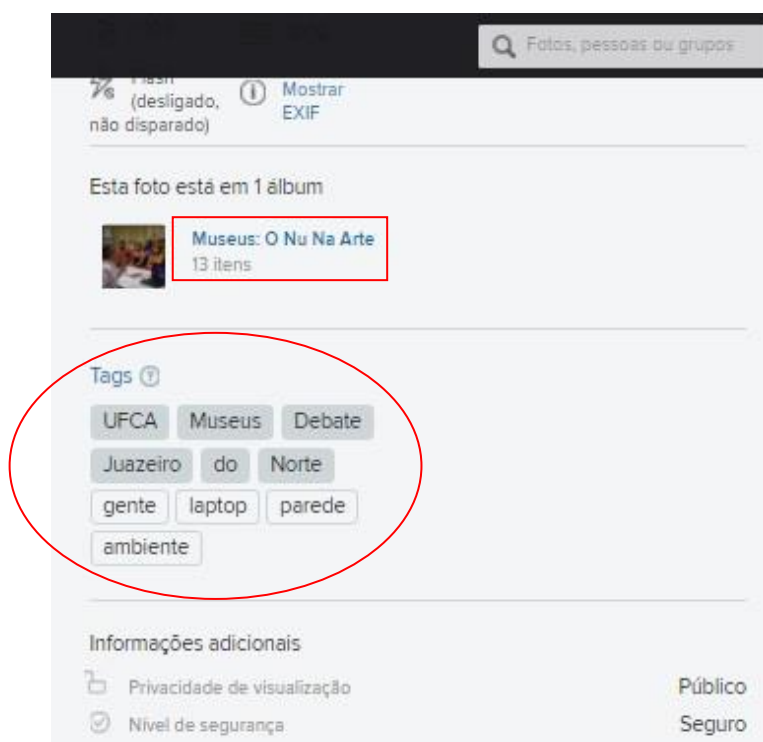 Fotos, pessoas ou grupos
Flash
(desligado,
não disparado)
Mostrar
EXIF
Esta foto está em 1 álbum
Museus: O Nu Na Arte
13 itens
Tags
UFCA Museus Debate
Juazeiro do Norte
gente laptop parede
ambiente
Informações adicionais
Privacidade de visualização Público
Nível de segurança Seguro